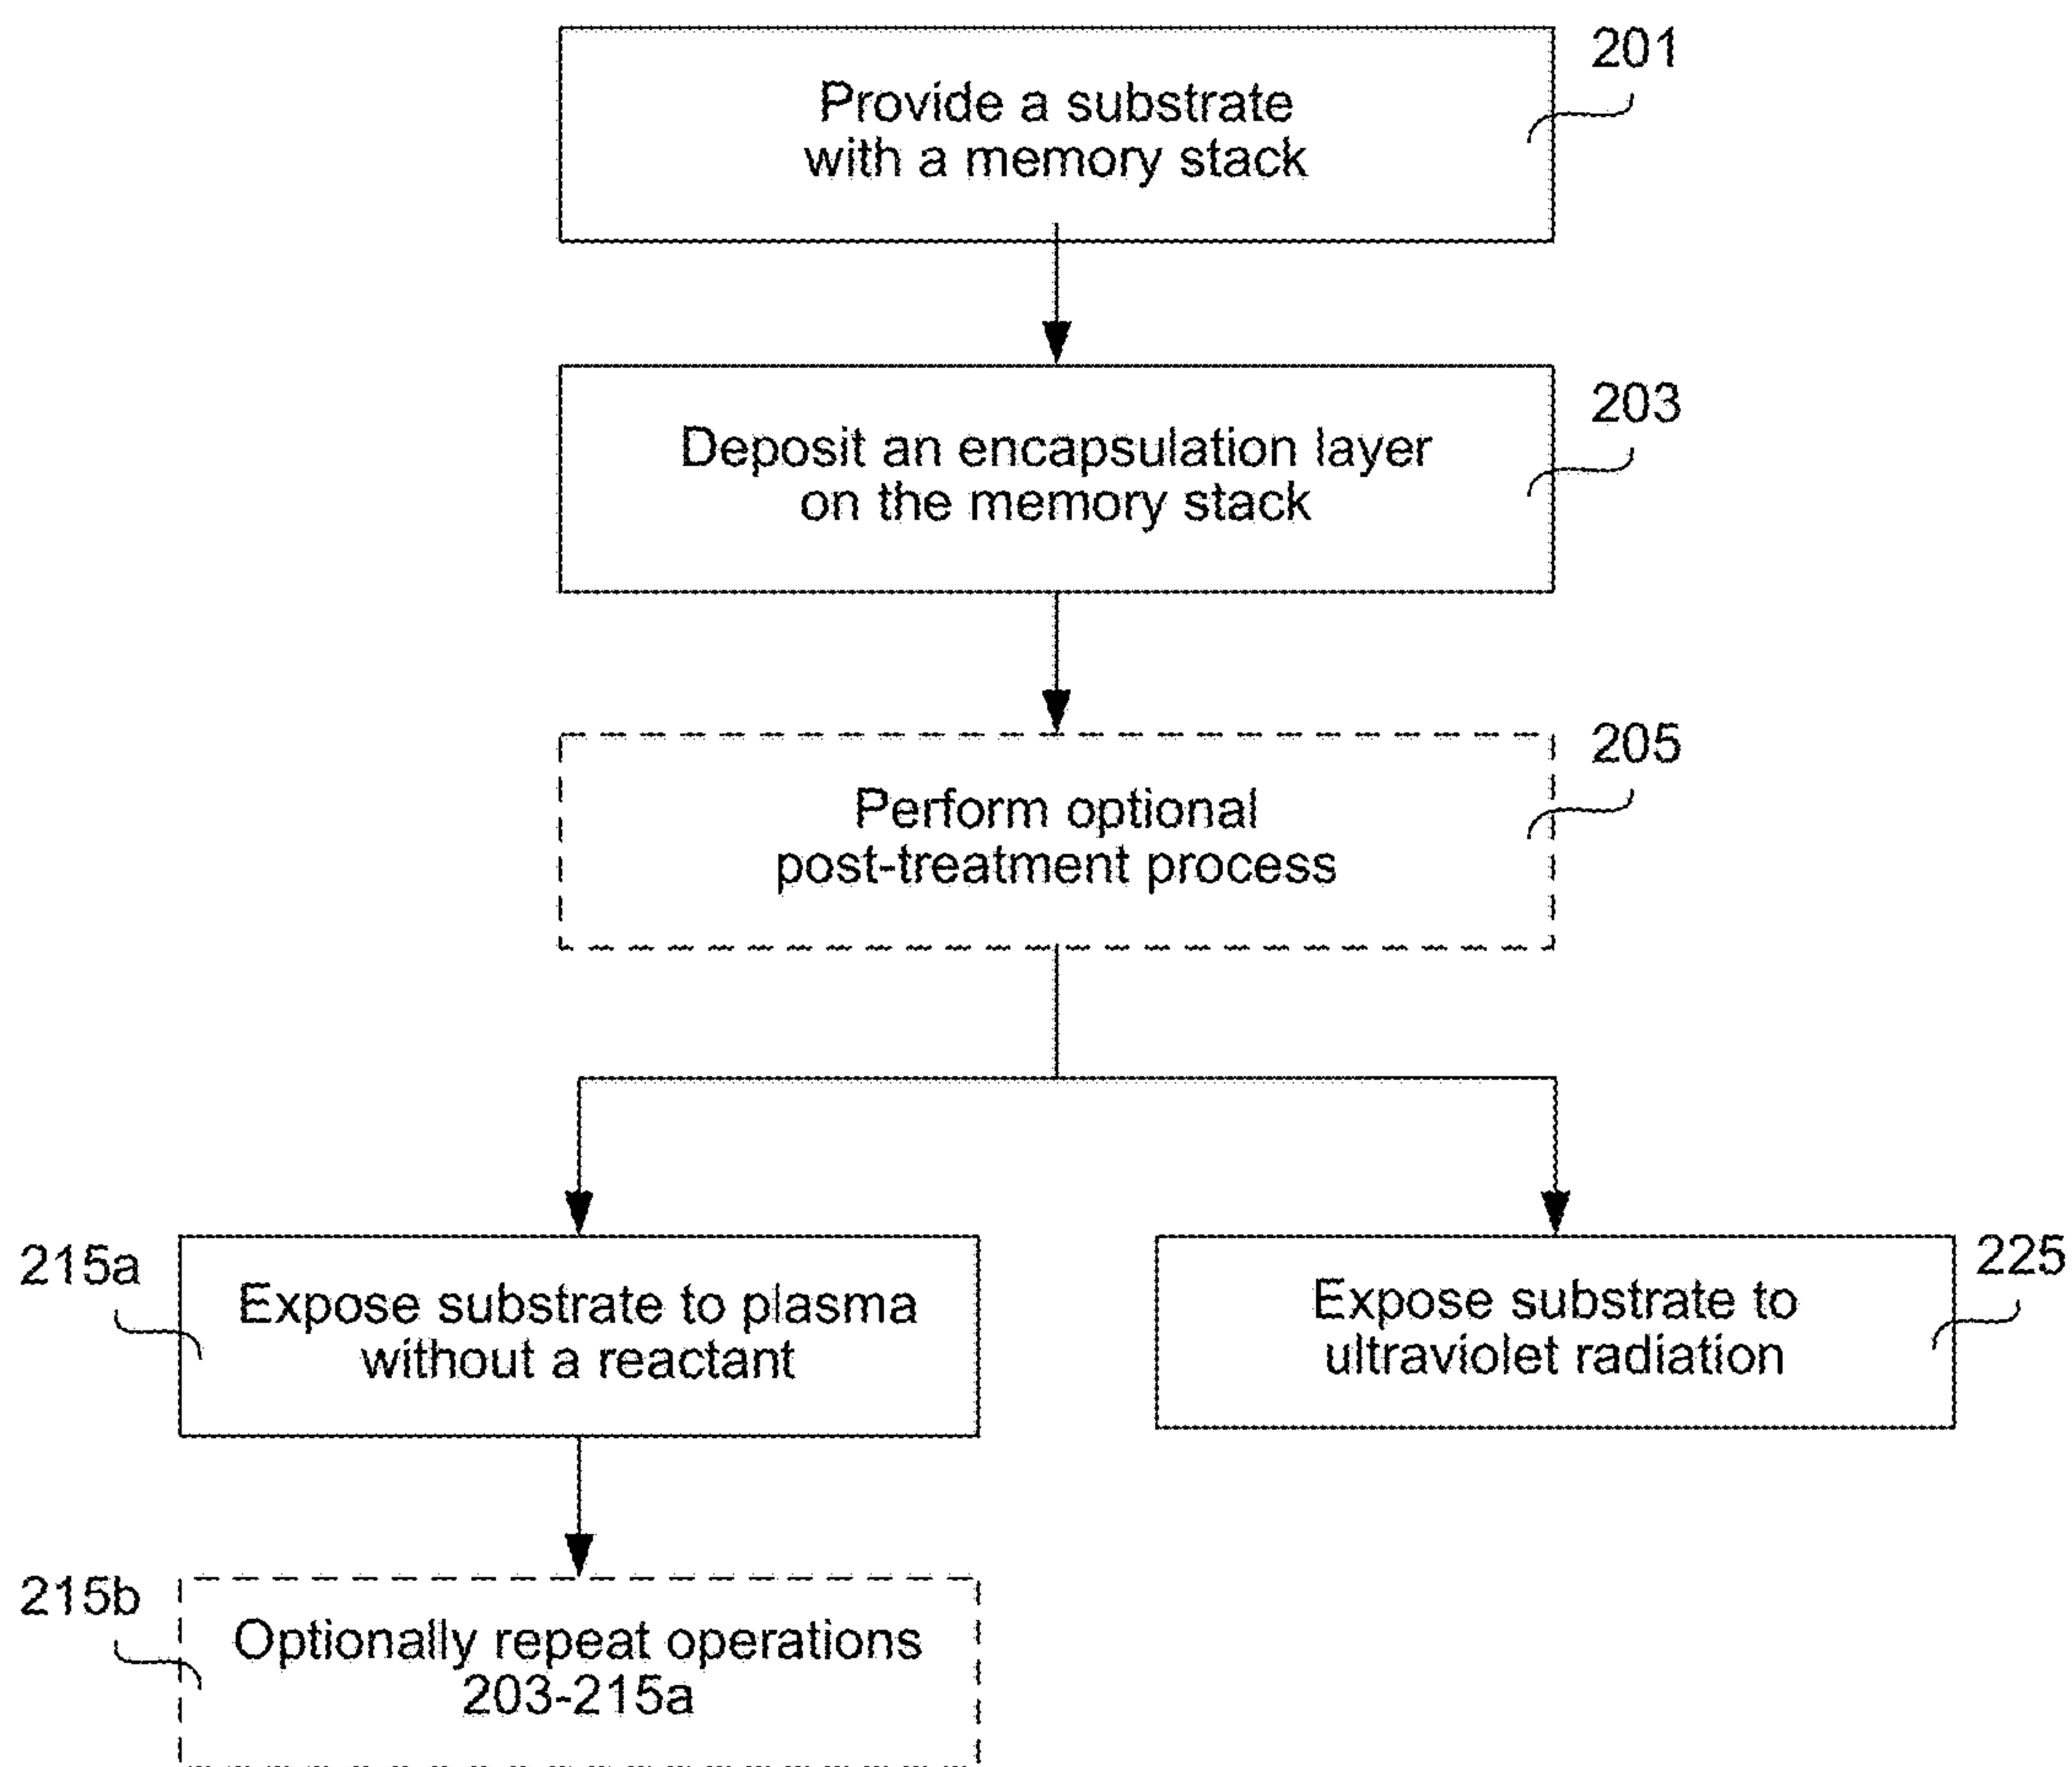 201
Provide a substrate
with a memory stack
203
Deposit an encapsulation layer
on the memory stack
205
Perform optional
post-treatment process
215a
Expose substrate to plasma
without a reactant
225
Expose substrate to
ultraviolet radiation
215b
Optionally repeat operations
203-215a